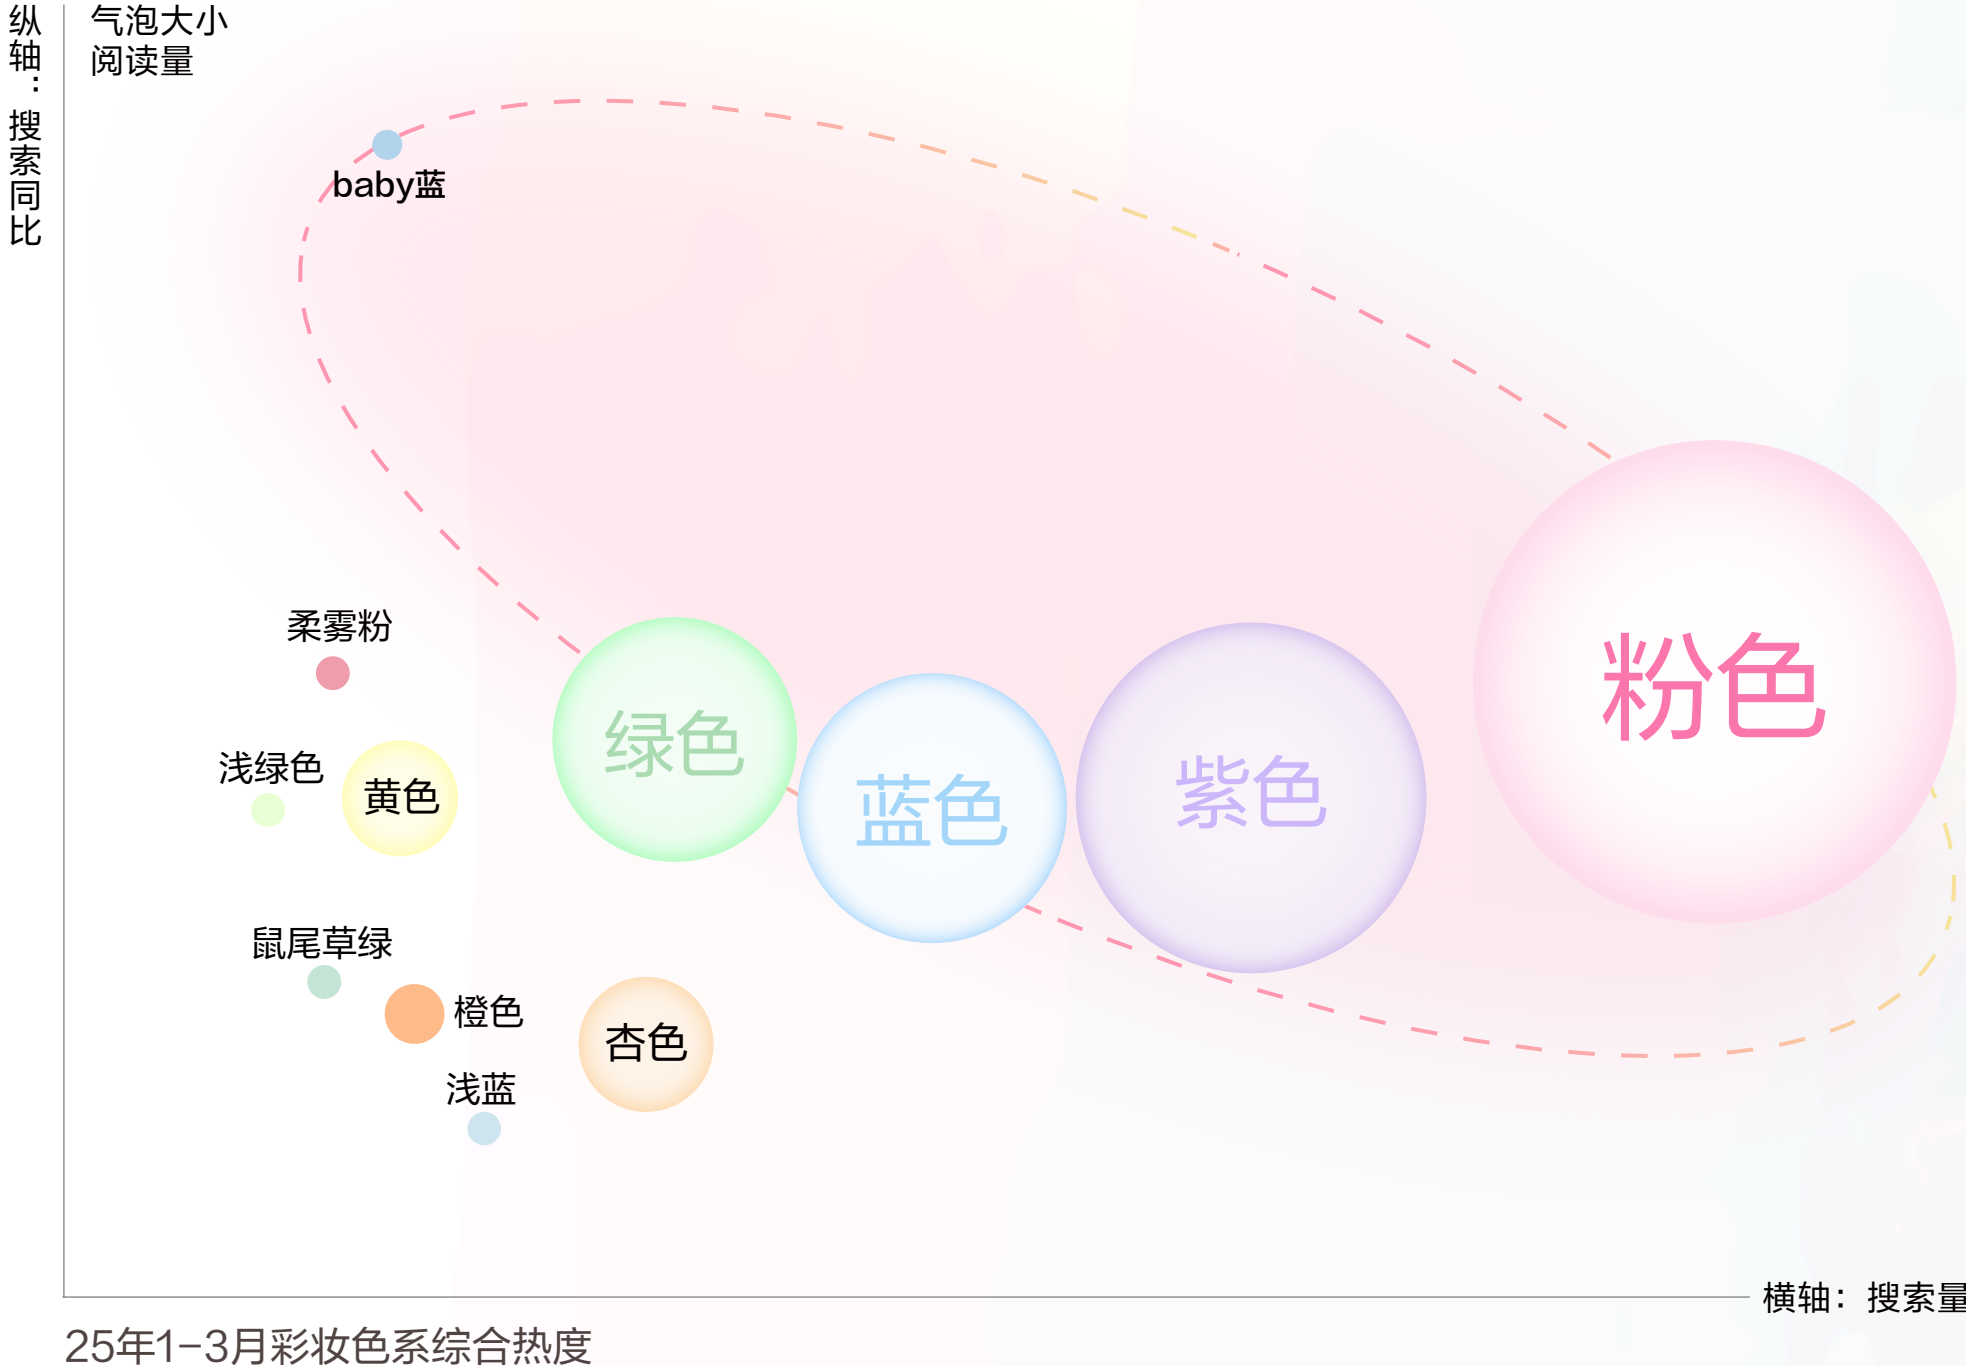 纵轴：搜索同比
气泡大小
阅读量
baby蓝
柔雾粉
浅绿色
黄色
绿色
蓝色
紫色
粉色
鼠尾草绿
橙色
杏色
浅蓝
横轴：搜索量
25年1-3月彩妆色系综合热度